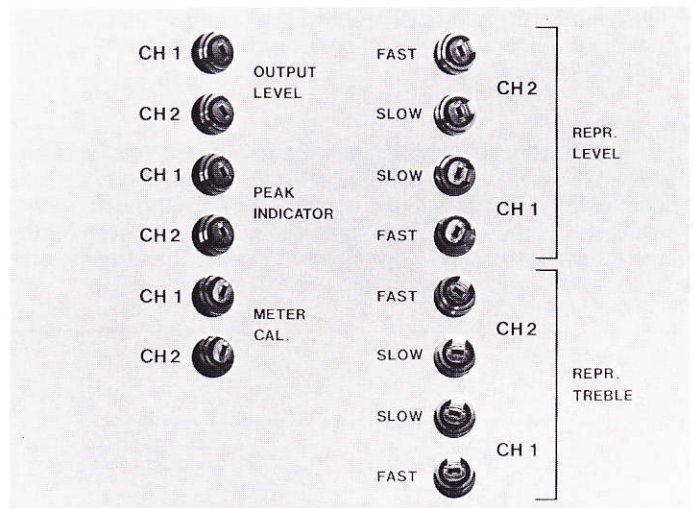 CH 1
OUTPUT
LEVEL
CH 2
CH 1
PEAK
INDICATOR
CH 2
CH 1
METER
CAL.
CH 2
FAST
CH 2
SLOW
REPR.
LEVEL
SLOW
CH 1
FAST
FAST
CH 2
SLOW
REPR.
TREBLE
SLOW
CH 1
FAST